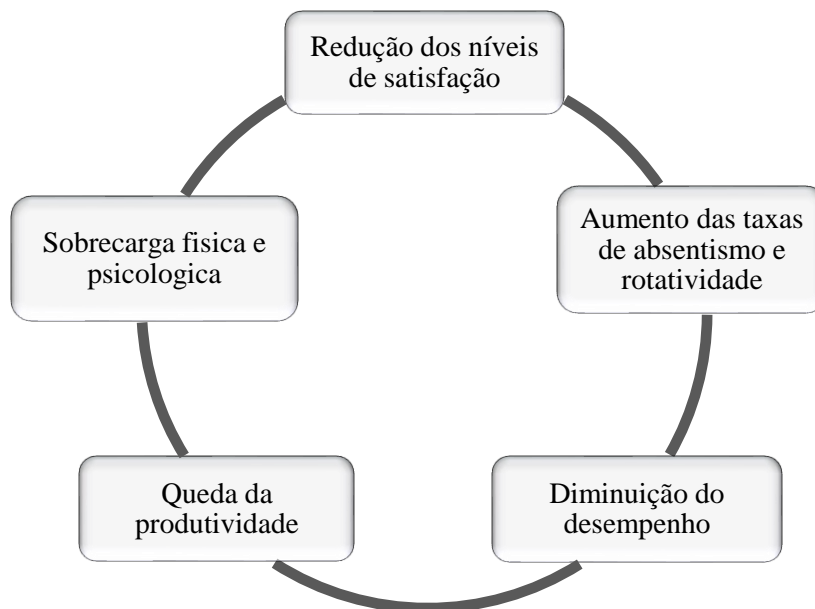 Redução dos níveis
de satisfação
Aumento das taxas
de absentismo e
rotatividade
Diminuição do
desempenho
Queda da
produtividade
Sobrecarga fisica e
psicologica